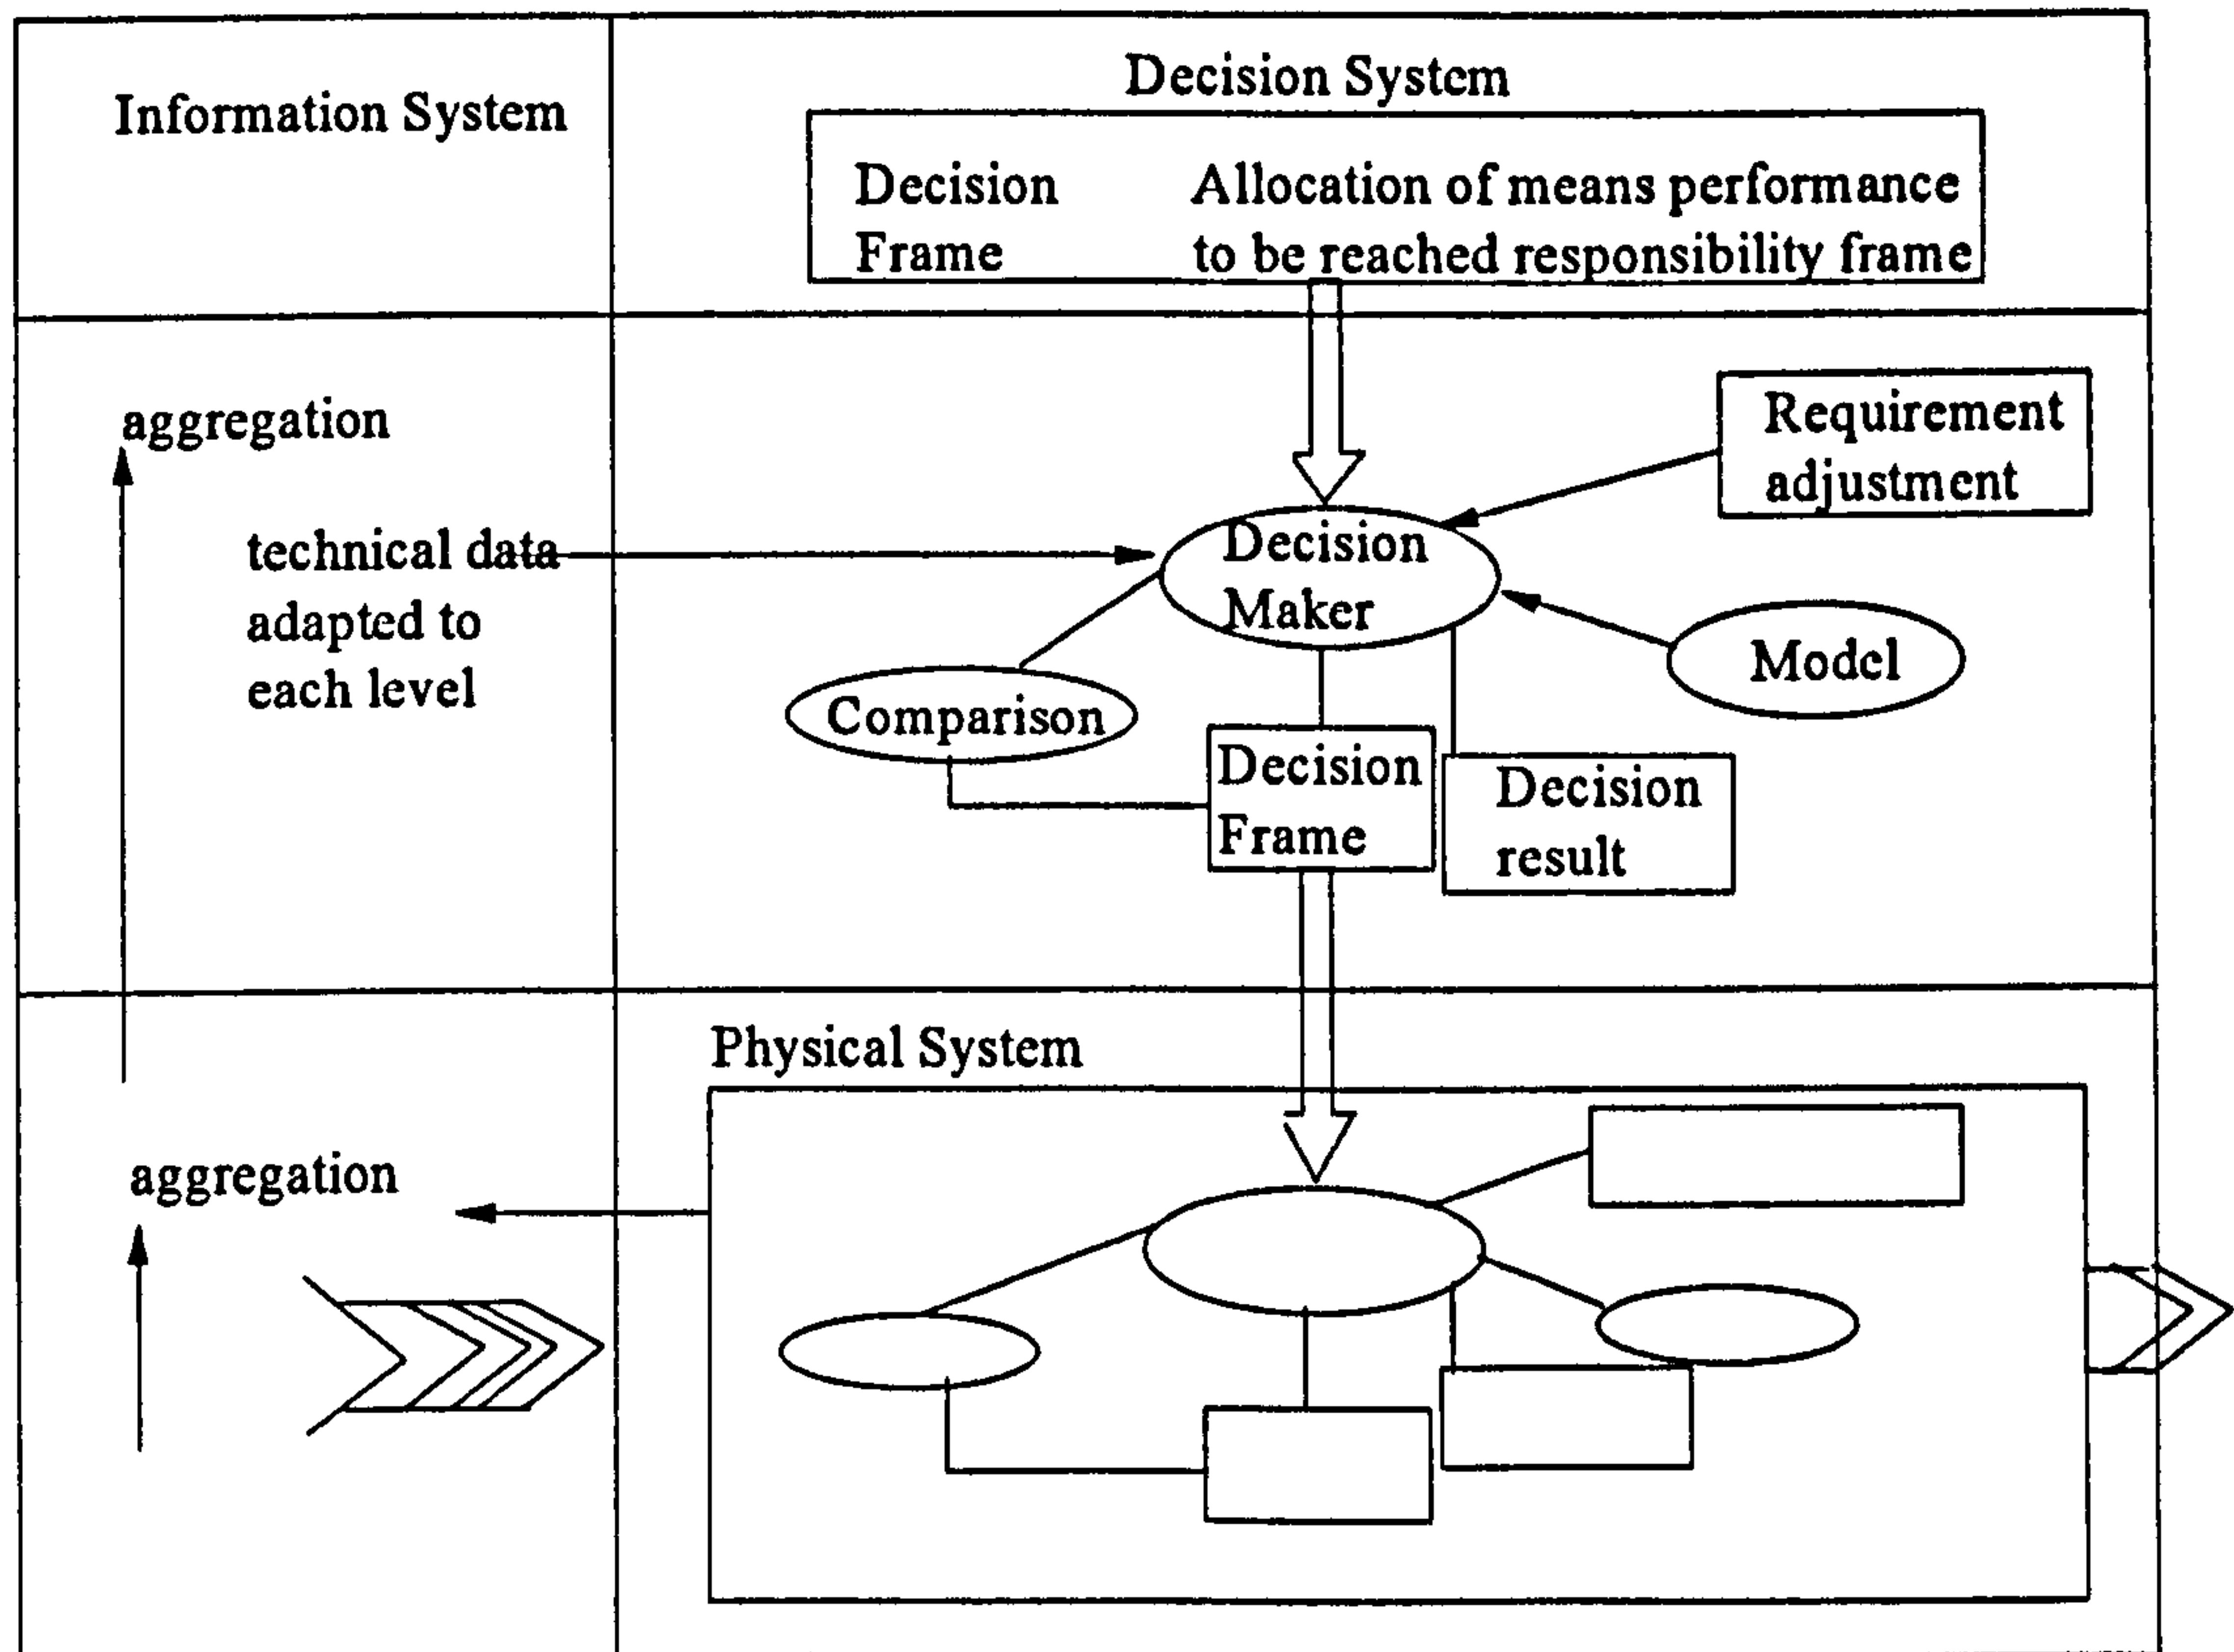 Information System
Decision System
Decision
Frame
Allocation of means performance
to be reached responsibility frame
aggregation
technical data
adapted to
each level
Requirement
adjustment
Decision
Maker
Model
Comparison
Decision
Frame
Decision
result
Physical System
aggregation